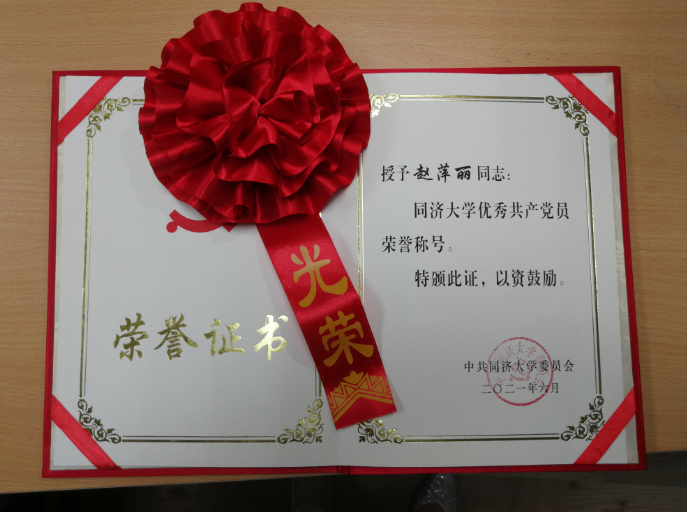 荣誉证书
光荣
授予赵萍丽同志：
同济大学优秀共产党员
荣誉称号。
特颁此证，以资鼓励。
中共同济大学委员会
二〇二一年六月